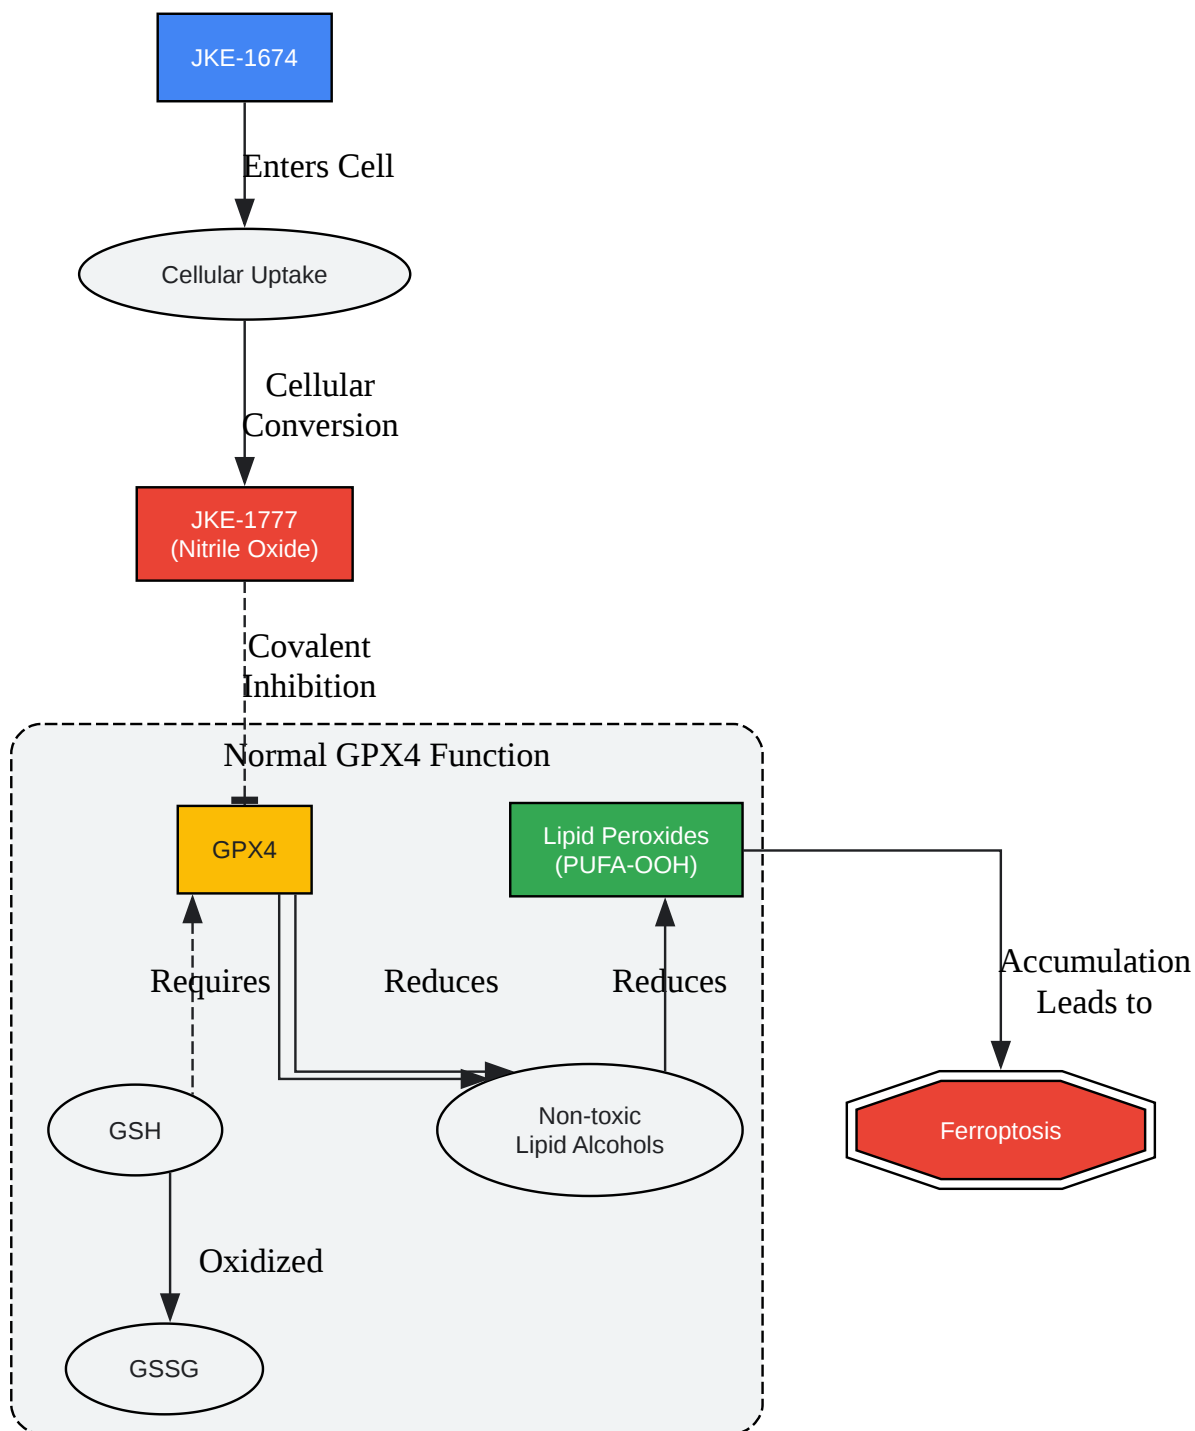 JKE-1674
Enters Cell
Cellular Uptake
Cellular
Conversion
JKE-1777
(Nitrile Oxide)
Covalent
Inhibition
Normal GPX4 Function
GPX4
Lipid Peroxides
(PUFA-OOH)
Requires
Reduces
Reduces
Accumulation
Leads to
GSH
Non-toxic
Lipid Alcohols
Ferroptosis
Oxidized
GSSG